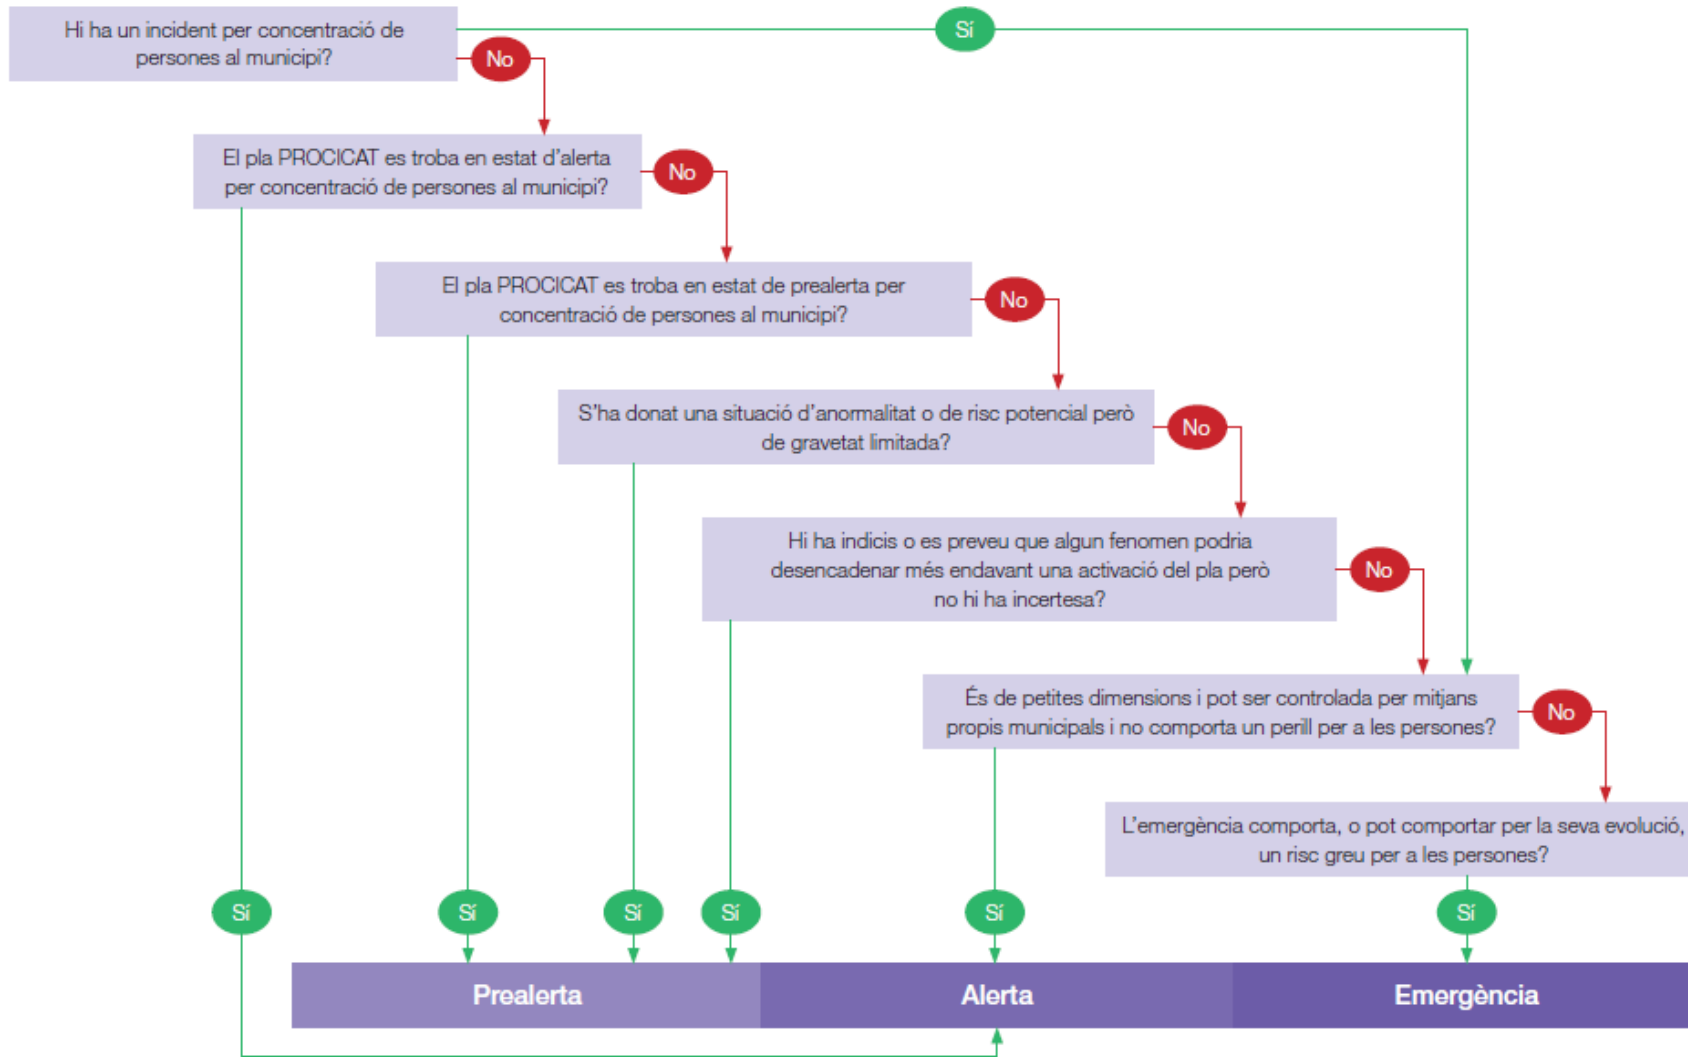 Hi ha un incident per concentració de
persones al municipi?
Sí
No
El pla PROCICAT es troba en estat d'alerta
per concentració de persones al municipi?
No
El pla PROCICAT es troba en estat de prealerta per
concentració de persones al municipi?
No
S'ha donat una situació d'anormalitat o de risc potencial però
de gravetat limitada?
No
Hi ha indicis o es preveu que algun fenomen podria
desencadenar més endavant una activació del pla però
no hi ha incertesa?
No
És de petites dimensions i pot ser controlada per mitjans
propis municipals i no comporta un perill per a les persones?
No
L'emergència comporta, o pot comportar per la seva evolució,
un risc greu per a les persones?
Sí
Sí
Sí
Sí
Sí
Sí
Prealerta
Alerta
Emergència